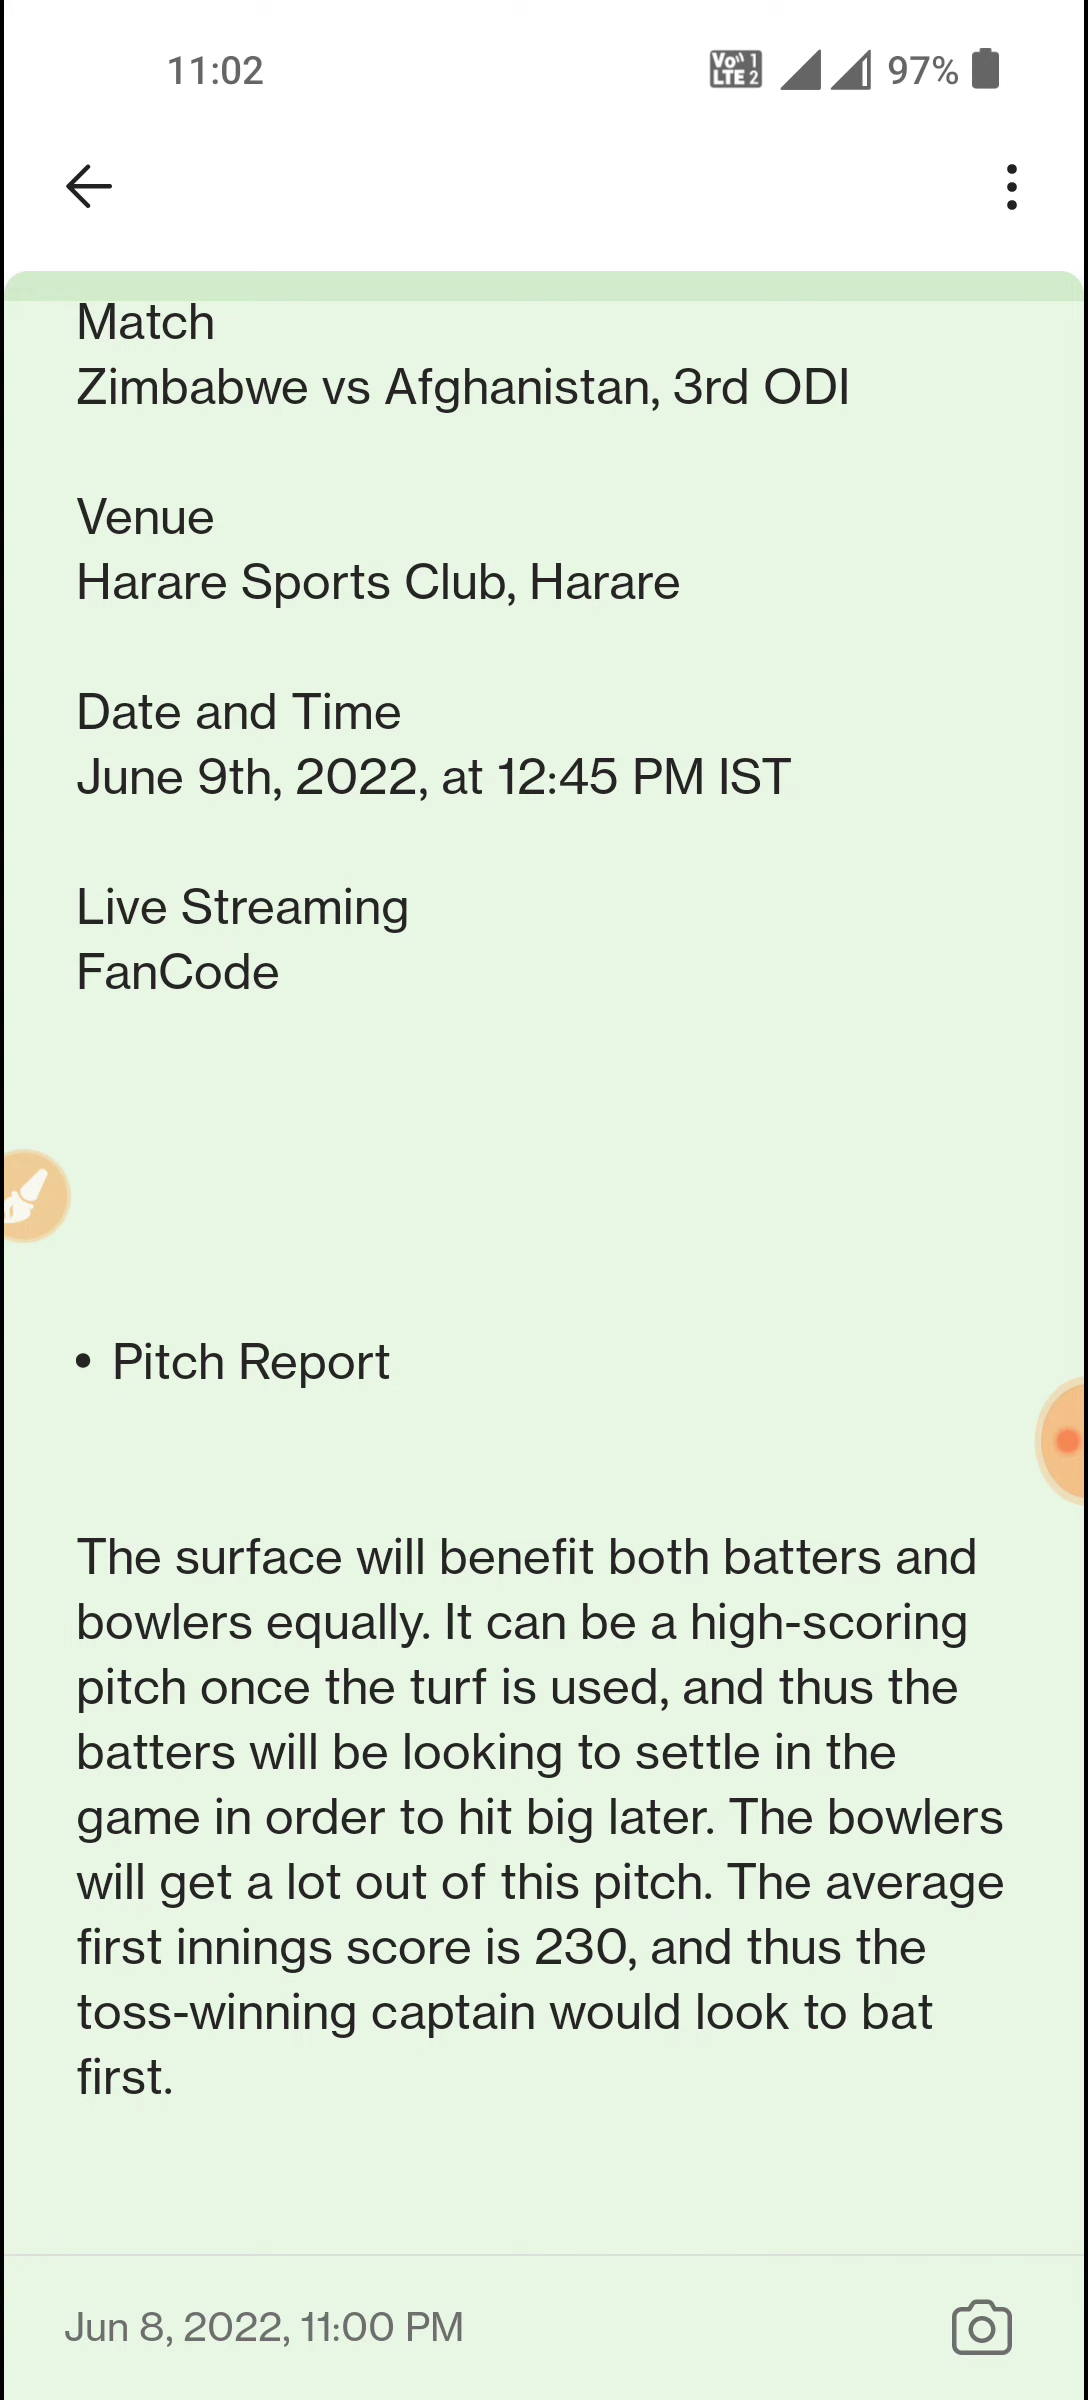 11:02
Vo)) 1
LTE 2
97%
Match
Zimbabwe vs Afghanistan, 3rd ODI
Venue
Harare Sports Club, Harare
Date and Time
June 9th, 2022, at 12:45 PM IST
Live Streaming
FanCode
• Pitch Report
The surface will benefit both batters and
bowlers equally. It can be a high-scoring
pitch once the turf is used, and thus the
batters will be looking to settle in the
game in order to hit big later. The bowlers
will get a lot out of this pitch. The average
first innings score is 230, and thus the
toss-winning captain would look to bat
first.
Jun 8, 2022, 11:00 PM